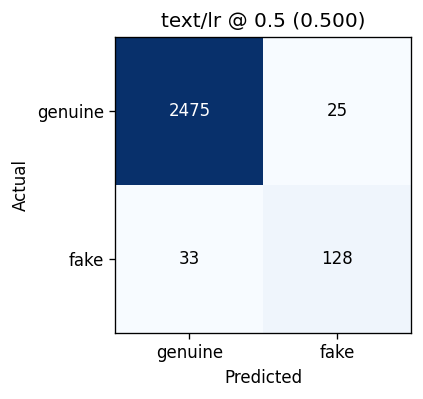 text/lr @ 0.5 (0.500)
Actual
genuine
2475 25
fake
33 128
genuine fake
Predicted